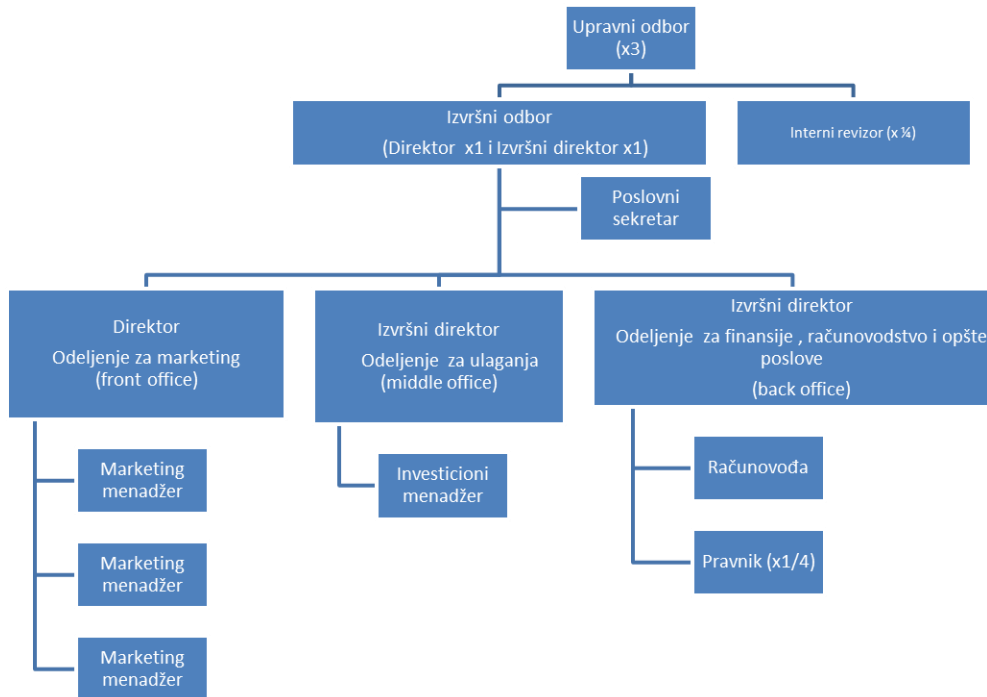 Upravni odbor
(x3)
Izvršni odbor
(Direktor x1 i Izvršni direktor x1)
Interni revizor (x ¼)
Poslovni
sekretar
Direktor
Odeljenje za marketing
(front office)
Izvršni direktor
Odeljenje za ulaganja
(middle office)
Izvršni direktor
Odeljenje za finansije , računovodstvo i opšte
poslove
(back office)
Marketing
menadžer
Marketing
menadžer
Marketing
menadžer
Investicioni
menadžer
Računovođa
Pravnik (x1/4)